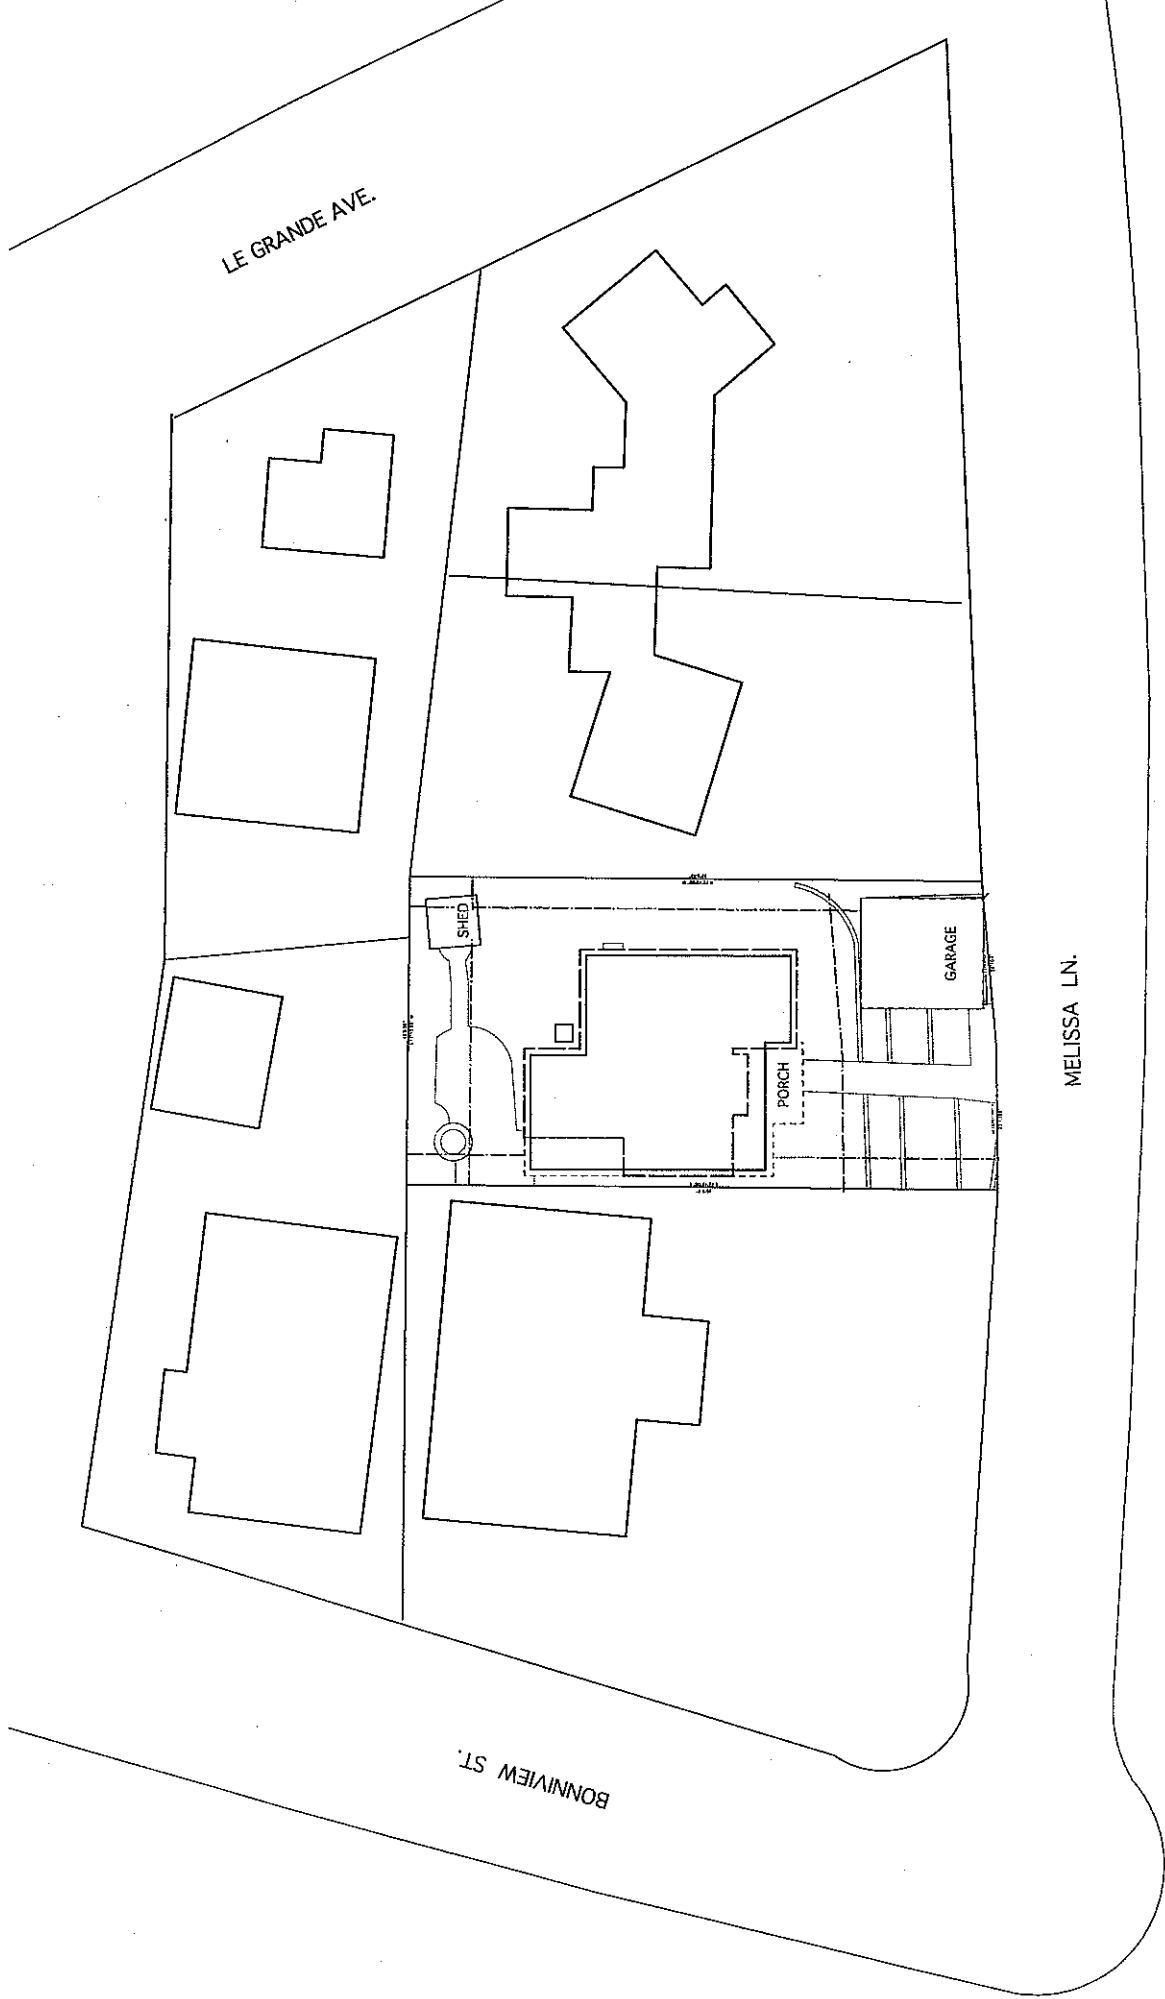 LE GRANDE AVE.
SHED
GARAGE
PORCH
MELISSA LN.
BONNIVIEW ST.